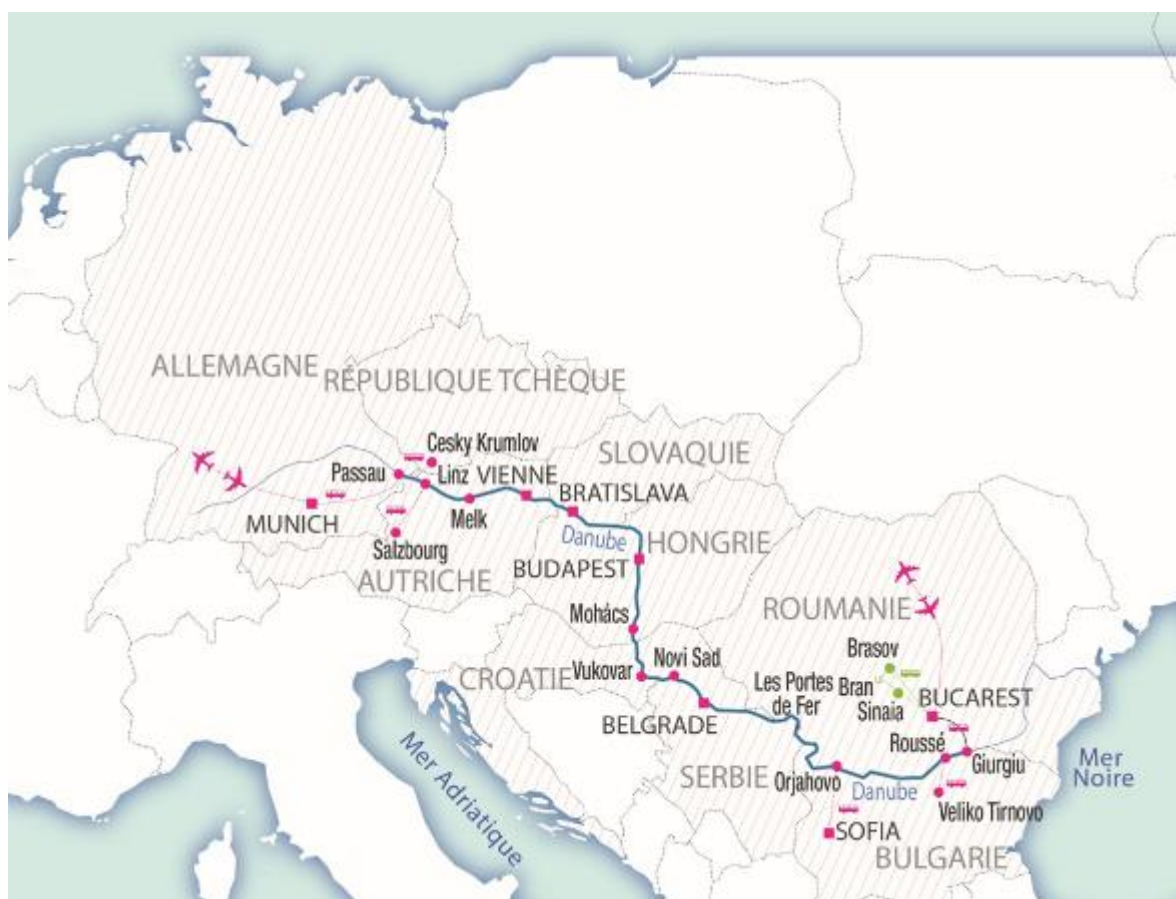 ALLEMAGNE
RÉPUBLIQUE TCHÈQUE
Cesky Krumlov
SLOVAQUIE
Passau
Linz
VIENNE
BRATISLAVA
MUNICH
Melk
Danube
HONGRIE
Salzbourg
AUTRICHE
BUDAPEST
Mohács
ROUMANIE
Vukovar
Novi Sad
CROATIE
Brasov
Bran
Sinaia
Les Portes
de Fer
BUCAREST
BELGRADE
Roussé
Giurgiu
Mer Adriatique
Mer
Noire
SERBIE
Orjahovo
Danube
Veliko Tirnovo
SOFIA
BULGARIE